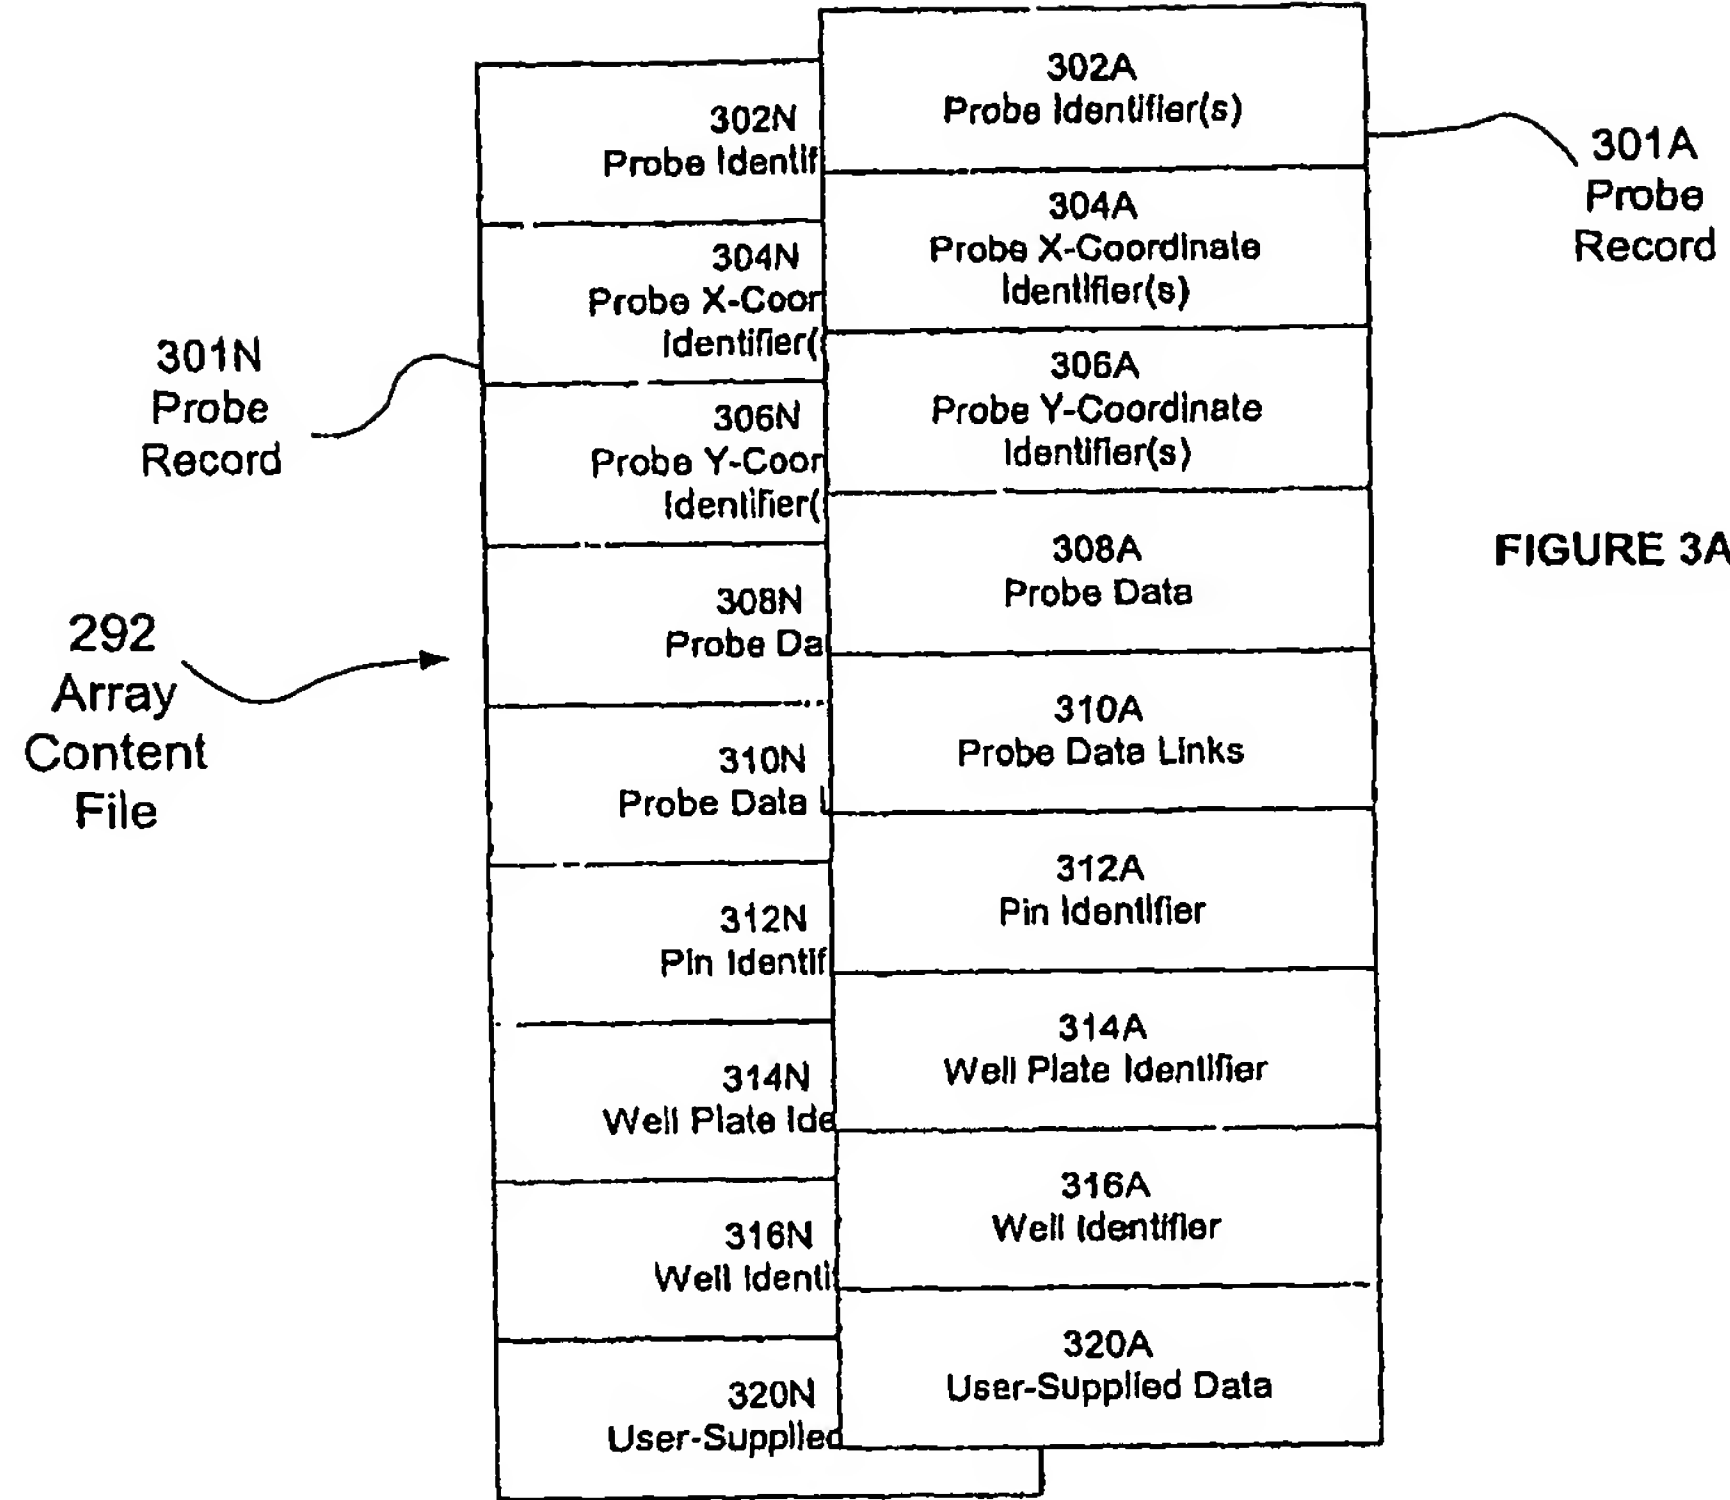 302A
Probe Identifier(s)
304A
Probe X-Coordinate
Identifier(s)
306A
Probe Y-Coordinate
Identifier(s)
308A
Probe Data
310A
Probe Data Links
312A
Pin Identifier
314A
Well Plate Identifier
316A
Well Identifier
320A
User-Supplied Data
301A
Probe
Record
302N
Probe Identif
304N
Probe X-Coor
Identifier(
306N
Probe Y-Coor
Identifier(
308N
Probe Da
310N
Probe Data L
312N
Pin Identif
314N
Well Plate Ide
316N
Well Identi
320N
User-Supplied
301N
Probe
Record
292
Array
Content
File
FIGURE 3A